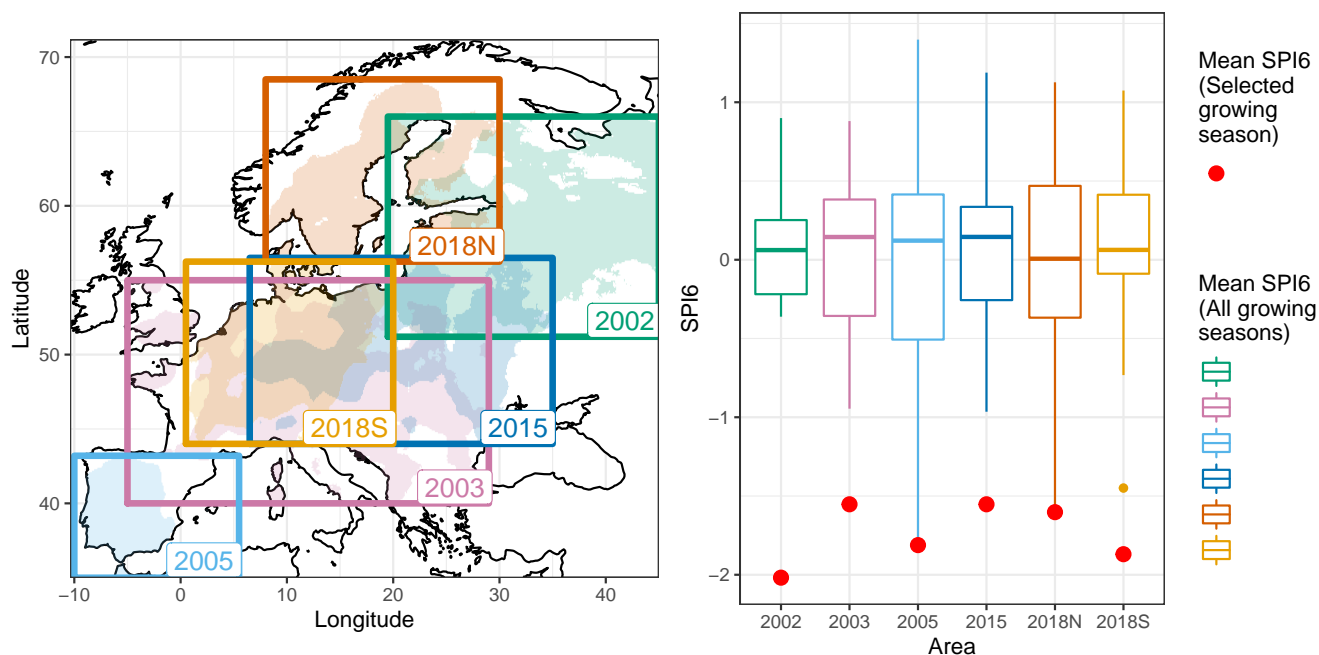 70
60
50
40
Latitude
−10
0
10
20
30
40
Longitude
2018N
2002
2018S
2015
2003
2005
1
0
−1
−2
SPI6
2002
2003
2005
2015
2018N
2018S
Area
Mean SPI6
(Selected
growing
season)
Mean SPI6
(All growing
seasons)